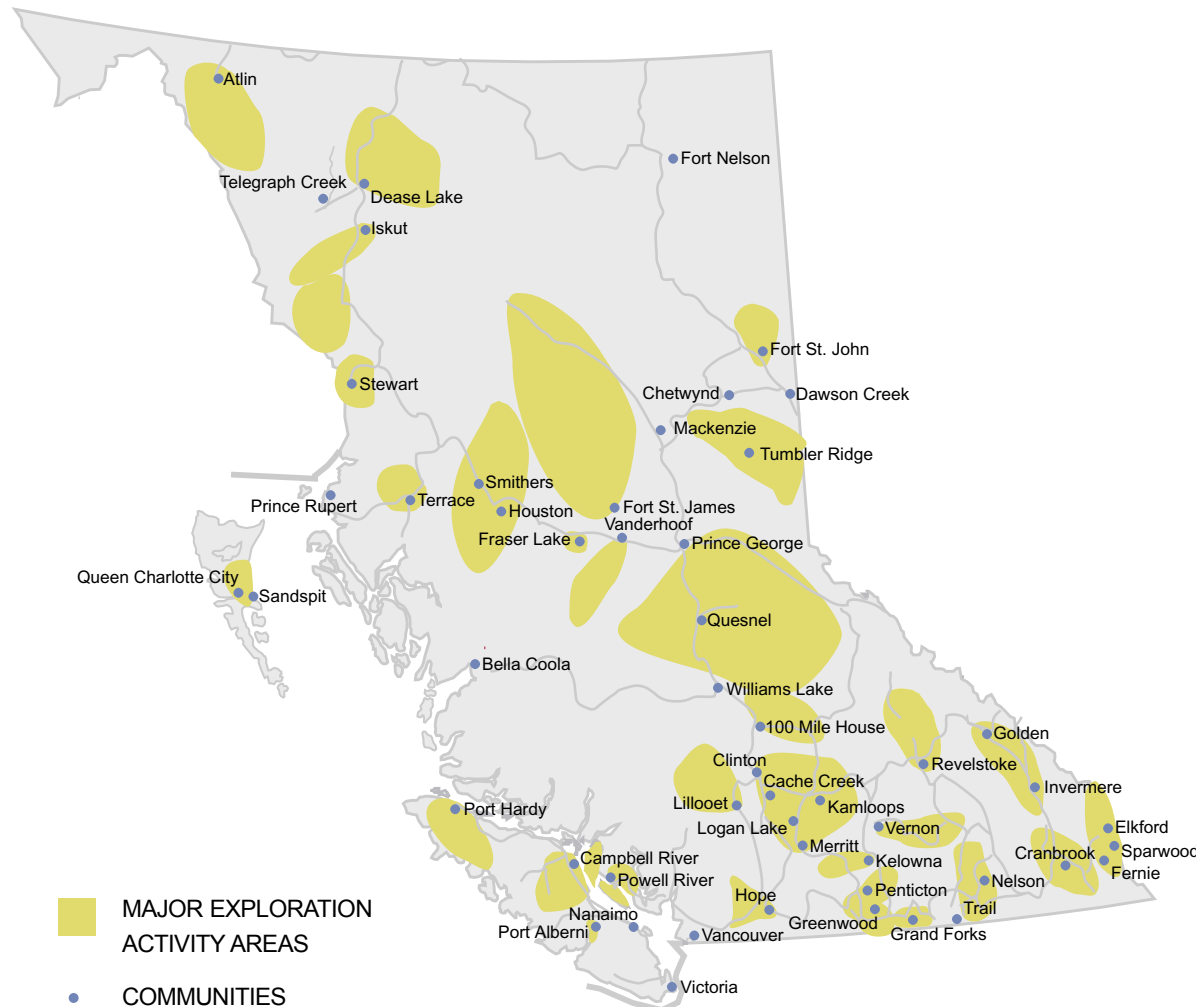 Atlin
Fort Nelson
Telegraph Creek
Dease Lake
Iskut
Fort St. John
Stewart
Chetwynd
Dawson Creek
Mackenzie
Tumbler Ridge
Smithers
Prince Rupert
Terrace
Houston
Fort St. James
Vanderhoof
Fraser Lake
Prince George
Queen Charlotte City
Sandspit
Quesnel
Bella Coola
Williams Lake
100 Mile House
Golden
Clinton
Revelstoke
Cache Creek
Invermere
Lillooet
Kamloops
Port Hardy
Logan Lake
Vernon
Elkford
Merritt
Sparwood
Campbell River
Kelowna
Cranbrook
Fernie
Powell River
Penticton
Nelson
Hope
MAJOR EXPLORATION
ACTIVITY AREAS
Nanaimo
Greenwood
Trail
Port Alberni
Vancouver
Grand Forks
Victoria
COMMUNITIES